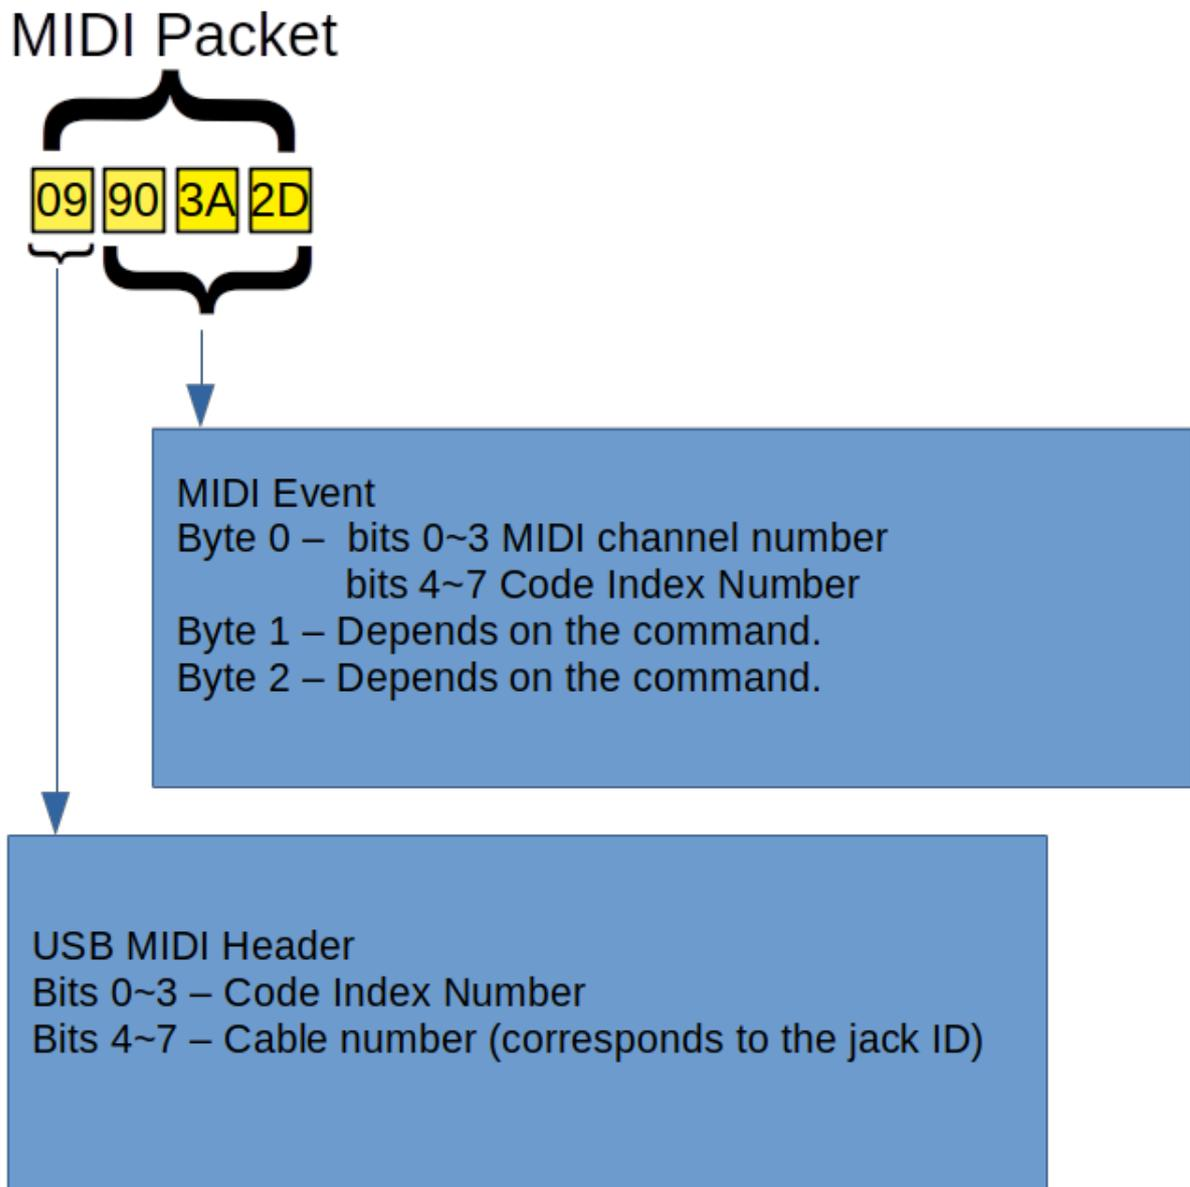 MIDI Packet
09 90 3A 2D
MIDI Event
Byte 0 – bits 0~3 MIDI channel number
bits 4~7 Code Index Number
Byte 1 – Depends on the command.
Byte 2 – Depends on the command.
USB MIDI Header
Bits 0~3 – Code Index Number
Bits 4~7 – Cable number (corresponds to the jack ID)